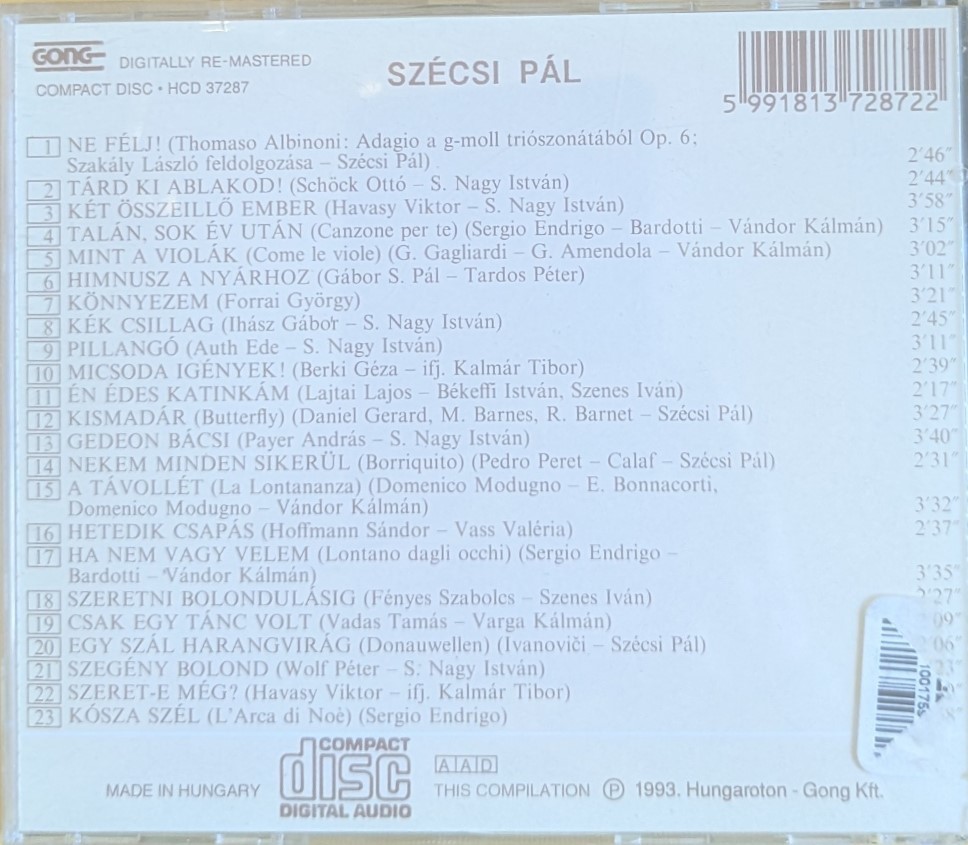 GONG DIGITALLY RE-MASTERED
COMPACT DISC • HCD 37287
SZÉCSI PÁL
5 991813 728722
1 NE FÉLJ! (Thomaso Albinoni: Adagio a g-moll triószonátából Op. 6;
Szakály László feldolgozása – Szécsi Pál) 2'46"
2 TÁRD KI ABLAKOD! (Schöck Ottó – S. Nagy István) 2'44"
3 KÉT ÖSSZEILLŐ EMBER (Havasy Viktor – S. Nagy István) 3'58"
4 TALÁN, SOK ÉV UTÁN (Canzone per te) (Sergio Endrigo – Bardotti – Vándor Kálmán) 3'15"
5 MINT A VIOLÁK (Come le viole) (G. Gagliardi – G. Amendola – Vándor Kálmán) 3'02"
6 HIMNUSZ A NYÁRHOZ (Gábor S. Pál – Tardos Péter) 3'11"
7 KÖNNYEZEM (Forrai György) 3'21"
8 KÉK CSILLAG (Ihász Gábor – S. Nagy István) 2'45"
9 PILLANGÓ (Auth Ede – S. Nagy István) 3'11"
10 MICSODA IGÉNYEK! (Berki Géza – ifj. Kalmár Tibor) 2'39"
11 ÉN ÉDES KATINKÁM (Lajtai Lajos – Békeffi István, Szenes Iván) 2'17"
12 KISMADÁR (Butterfly) (Daniel Gerard, M. Barnes, R. Barnet – Szécsi Pál) 3'27"
13 GEDEON BÁCSI (Payer András – S. Nagy István) 3'40"
14 NEKEM MINDEN SIKERÜL (Borriquito) (Pedro Peret – Calaf – Szécsi Pál) 2'31"
15 A TÁVOLLÉT (La Lontananza) (Domenico Modugno – E. Bonnacorti,
Domenico Modugno – Vándor Kálmán) 3'32"
16 HETEDIK CSAPÁS (Hoffmann Sándor – Vass Valéria) 2'37"
17 HA NEM VAGY VELEM (Lontano dagli occhi) (Sergio Endrigo –
Bardotti – Vándor Kálmán) 3'35"
18 SZERETNI BOLONDULÁSIG (Fényes Szabolcs – Szenes Iván) 2'27"
19 CSAK EGY TÁNC VOLT (Vadas Tamás – Varga Kálmán)
20 EGY SZÁL HARANGVIRÁG (Donauwellen) (Ivanoviči – Szécsi Pál)
21 SZEGÉNY BOLOND (Wolf Péter – S. Nagy István)
22 SZERET-E MÉG? (Havasy Viktor – ifj. Kalmár Tibor)
23 KÓSZA SZÉL (L'Arca di Noè) (Sergio Endrigo)
MADE IN HUNGARY
COMPACT
disc
DIGITAL AUDIO
AAD
THIS COMPILATION ℗ 1993. Hungaroton - Gong Kft.